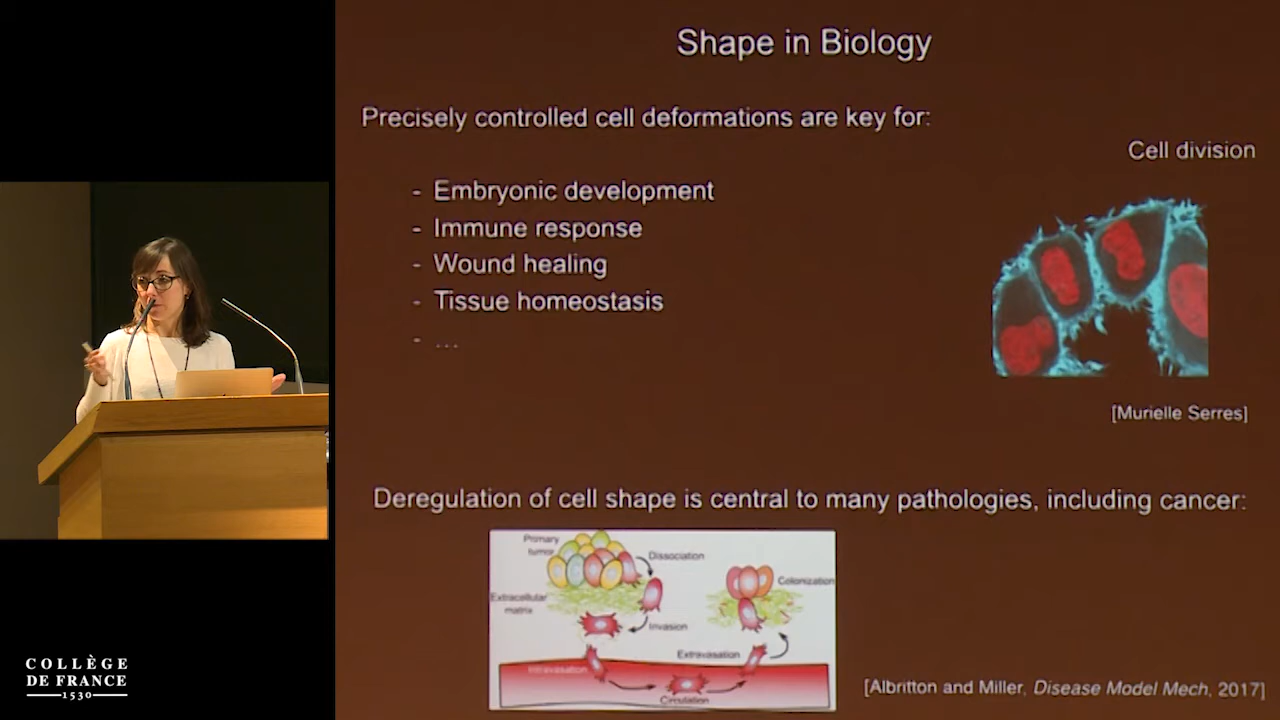 Shape in Biology
Precisely controlled cell deformations are key for:
Cell division
- Embryonic development
- Immune response
- Wound healing
- Tissue homeostasis
- ...
[Murielle Serres]
Deregulation of cell shape is central to many pathologies, including cancer:
Primary
tumor
Dissociation
Extracellular
matrix
Colonization
Invasion
Extravasation
Intravasation
Circulation
[Albritton and Miller, Disease Model Mech, 2017]
COLLÈGE
DE FRANCE
1530